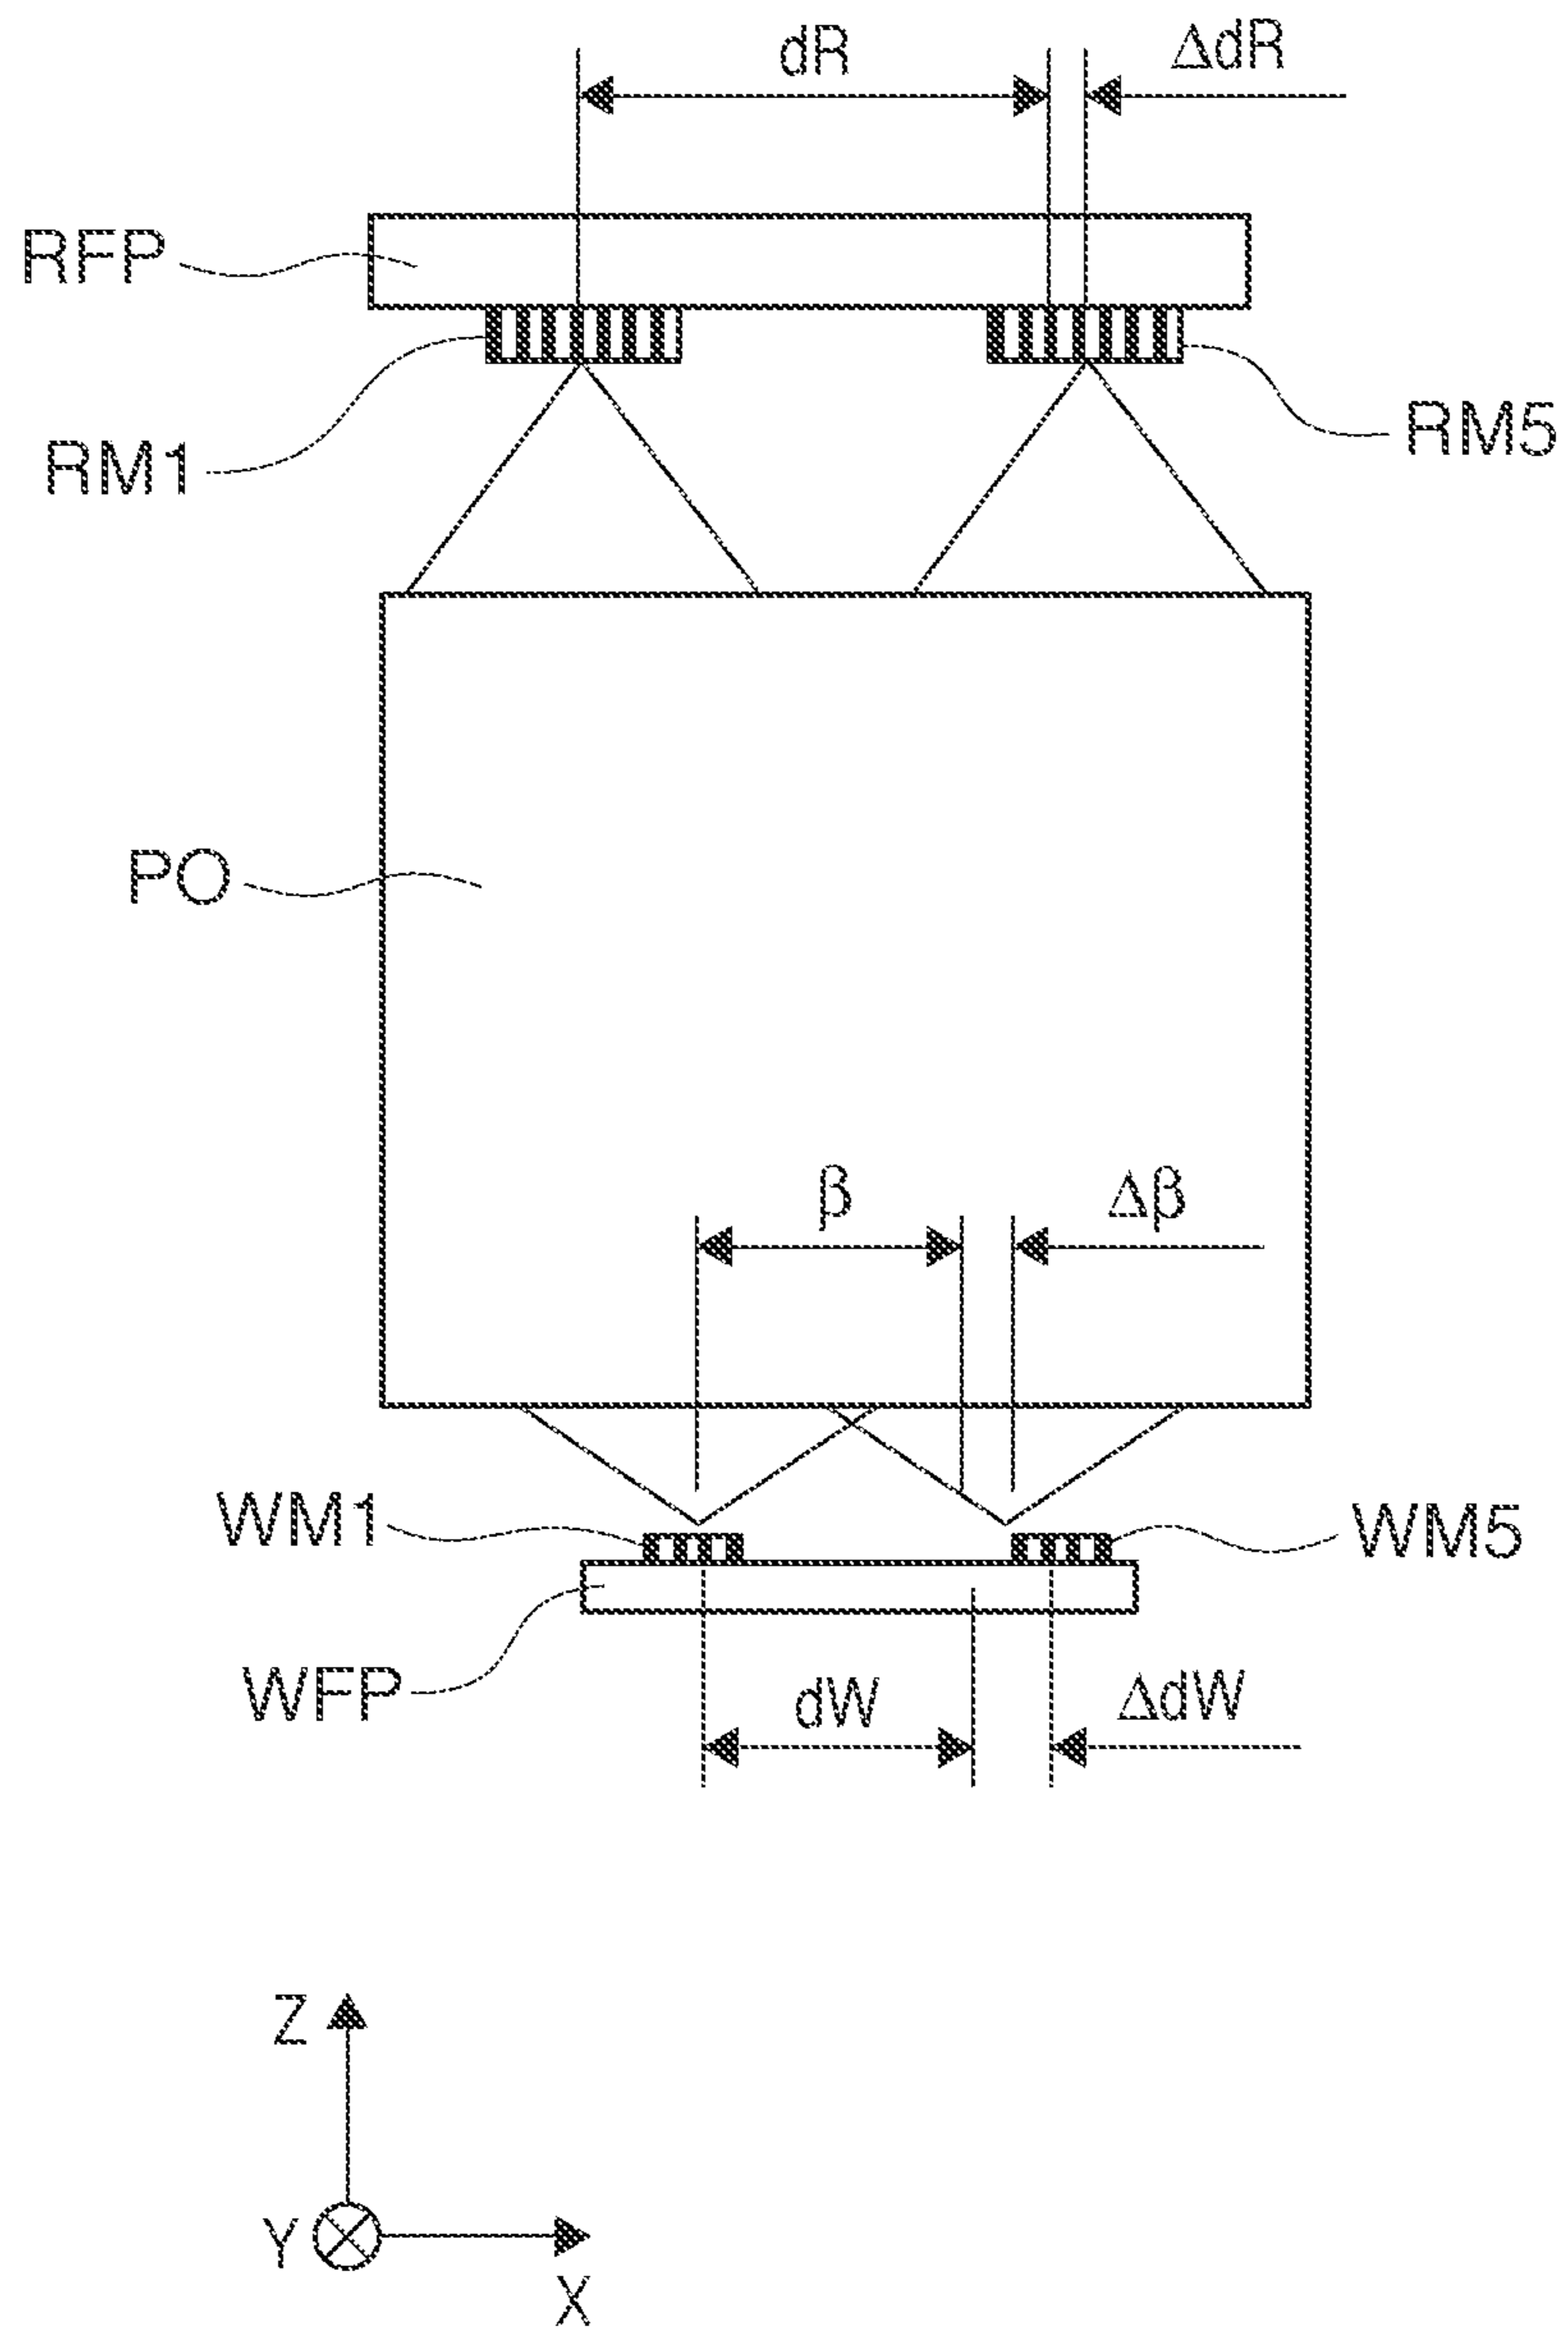 dR ΔdR
RFP
RM1 RM5
PO
β Δβ
WM1 WM5
WFP
dW ΔdW
Z
Y
X